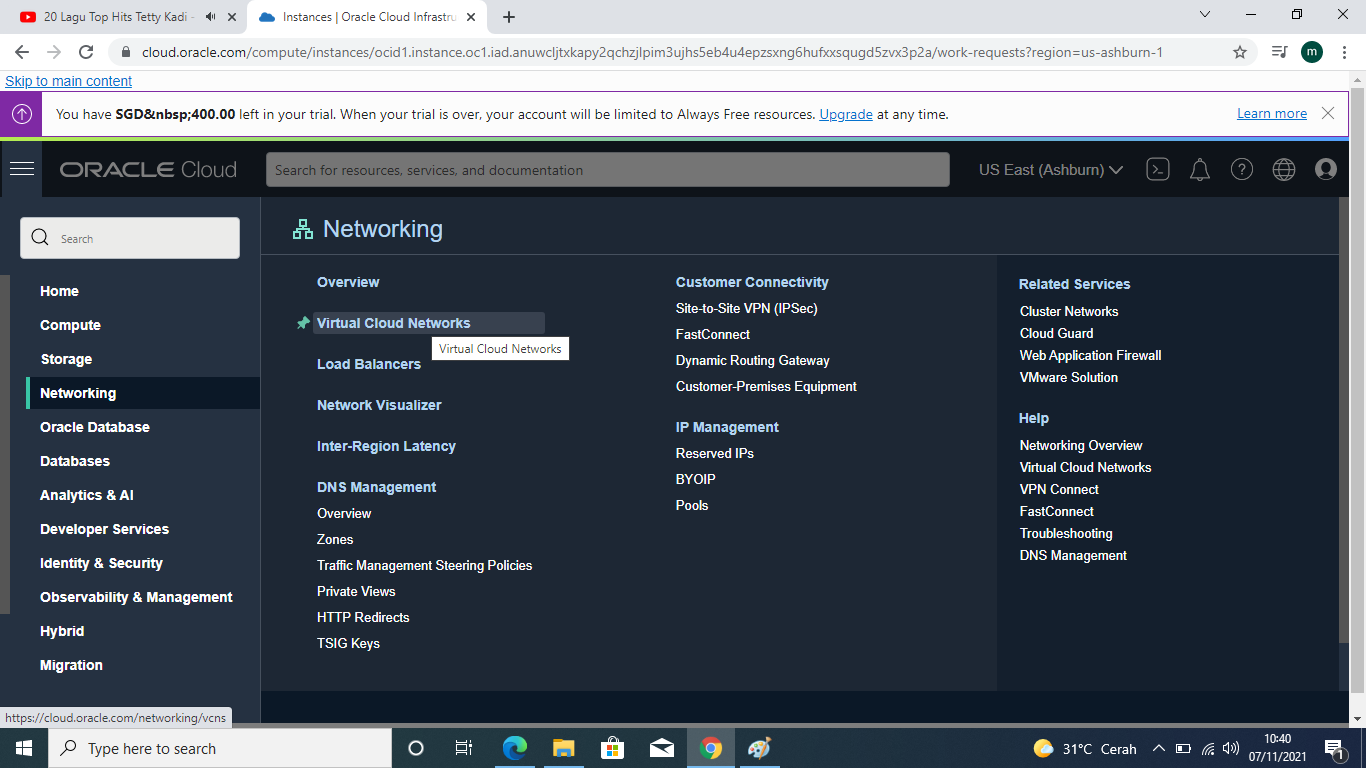 20 Lagu Top Hits Tetty Kadi -
Instances | Oracle Cloud Infrastru
cloud.oracle.com/compute/instances/ocid1.instance.oc1.iad.anuwcljtxkapy2qchzjlpim3ujhs5eb4u4epzsxng6hufxxsqugd5zvx3p2a/work-requests?region=us-ashburn-1
m
Skip to main content
You have SGD&nbsp;400.00 left in your trial. When your trial is over, your account will be limited to Always Free resources. Upgrade at any time.
Learn more
ORACLE Cloud
Search for resources, services, and documentation
US East (Ashburn)
Search
Home
Compute
Storage
Networking
Oracle Database
Databases
Analytics & AI
Developer Services
Identity & Security
Observability & Management
Hybrid
Migration
Networking
Overview
Virtual Cloud Networks
Virtual Cloud Networks
Load Balancers
Network Visualizer
Inter-Region Latency
DNS Management
Overview
Zones
Traffic Management Steering Policies
Private Views
HTTP Redirects
TSIG Keys
Customer Connectivity
Site-to-Site VPN (IPSec)
FastConnect
Dynamic Routing Gateway
Customer-Premises Equipment
IP Management
Reserved IPs
BYOIP
Pools
Related Services
Cluster Networks
Cloud Guard
Web Application Firewall
VMware Solution
Help
Networking Overview
Virtual Cloud Networks
VPN Connect
FastConnect
Troubleshooting
DNS Management
https://cloud.oracle.com/networking/vcns
Type here to search
31°C Cerah
10:40
07/11/2021
1